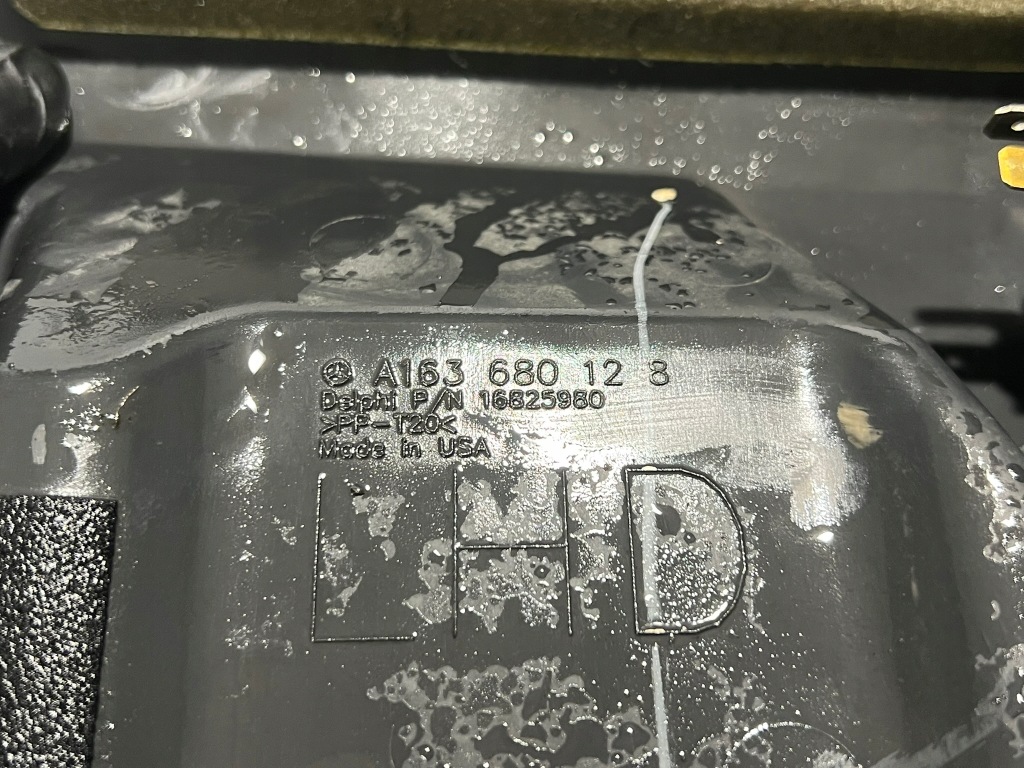 A163 680 12 8
Delphi P/N 16825980
>PP-T20<
Made in USA
LHD